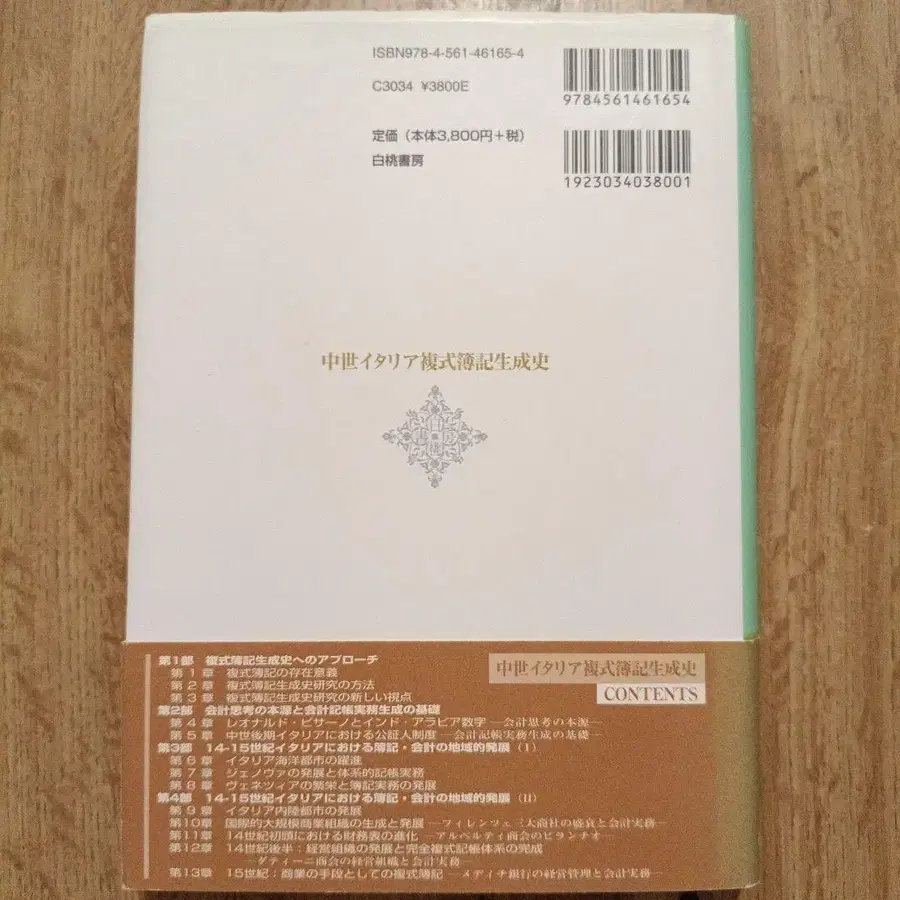 ISBN978-4-561-46165-4
C3034 ¥3800E
9784561461654
定価（本体3,800円＋税）
白桃書房
1923034038001
中世イタリア複式簿記生成史
白桃書房
中世イタリア複式簿記生成史
CONTENTS
第1部 複式簿記生成史へのアプローチ
第1章 複式簿記の存在意義
第2章 複式簿記生成史研究の方法
第3章 複式簿記生成史研究の新しい視点
第2部 会計思考の本源と会計記帳実務生成の基礎
第4章 レオナルド・ピサーノとインド・アラビア数字 —会計思考の本源—
第5章 中世後期イタリアにおける公証人制度 —会計記帳実務生成の基礎—
第3部 14-15世紀イタリアにおける簿記・会計の地域的発展（I）
第6章 イタリア海洋都市の躍進
第7章 ジェノヴァの発展と体系的記帳実務
第8章 ヴェネツィアの繁栄と簿記実務の発展
第4部 14-15世紀イタリアにおける簿記・会計の地域的発展（II）
第9章 イタリア内陸都市の発展
第10章 国際的大規模商業組織の生成と発展 —フィレンツェ三大商社の盛衰と会計実務—
第11章 14世紀初頭における財務表の進化 —アルベルティ商会のビランチオ—
第12章 14世紀後半：経営組織の発展と完全複式記帳体系の完成
—ダティーニ商会の経営組織と会計実務—
第13章 15世紀：商業の手段としての複式簿記 —メディチ銀行の経営管理と会計実務—